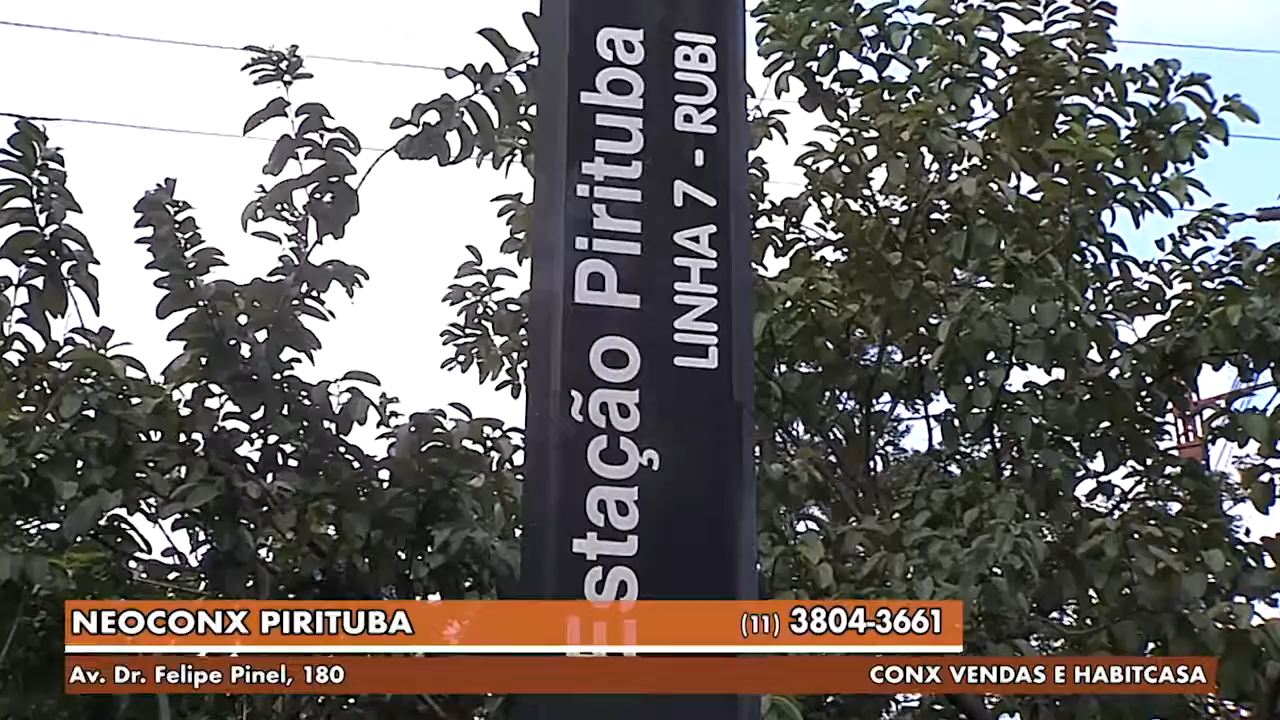 Estação Pirituba
LINHA 7 - RUBI
NEOCONX PIRITUBA
(11) 3804-3661
Av. Dr. Felipe Pinel, 180
CONX VENDAS E HABITCASA